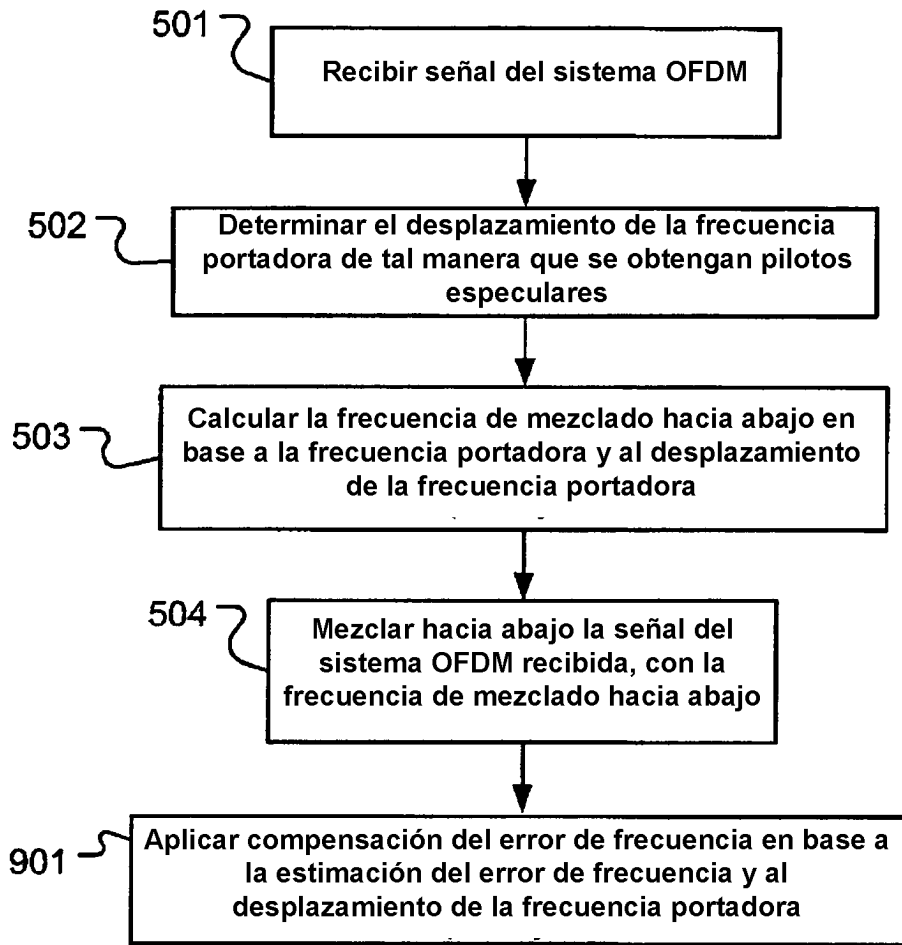 501
Recibir señal del sistema OFDM
502
Determinar el desplazamiento de la frecuencia
portadora de tal manera que se obtengan pilotos
especulares
503
Calcular la frecuencia de mezclado hacia abajo en
base a la frecuencia portadora y al desplazamiento
de la frecuencia portadora
504
Mezclar hacia abajo la señal del
sistema OFDM recibida, con la
frecuencia de mezclado hacia abajo
901
Aplicar compensación del error de frecuencia en base a
la estimación del error de frecuencia y al
desplazamiento de la frecuencia portadora